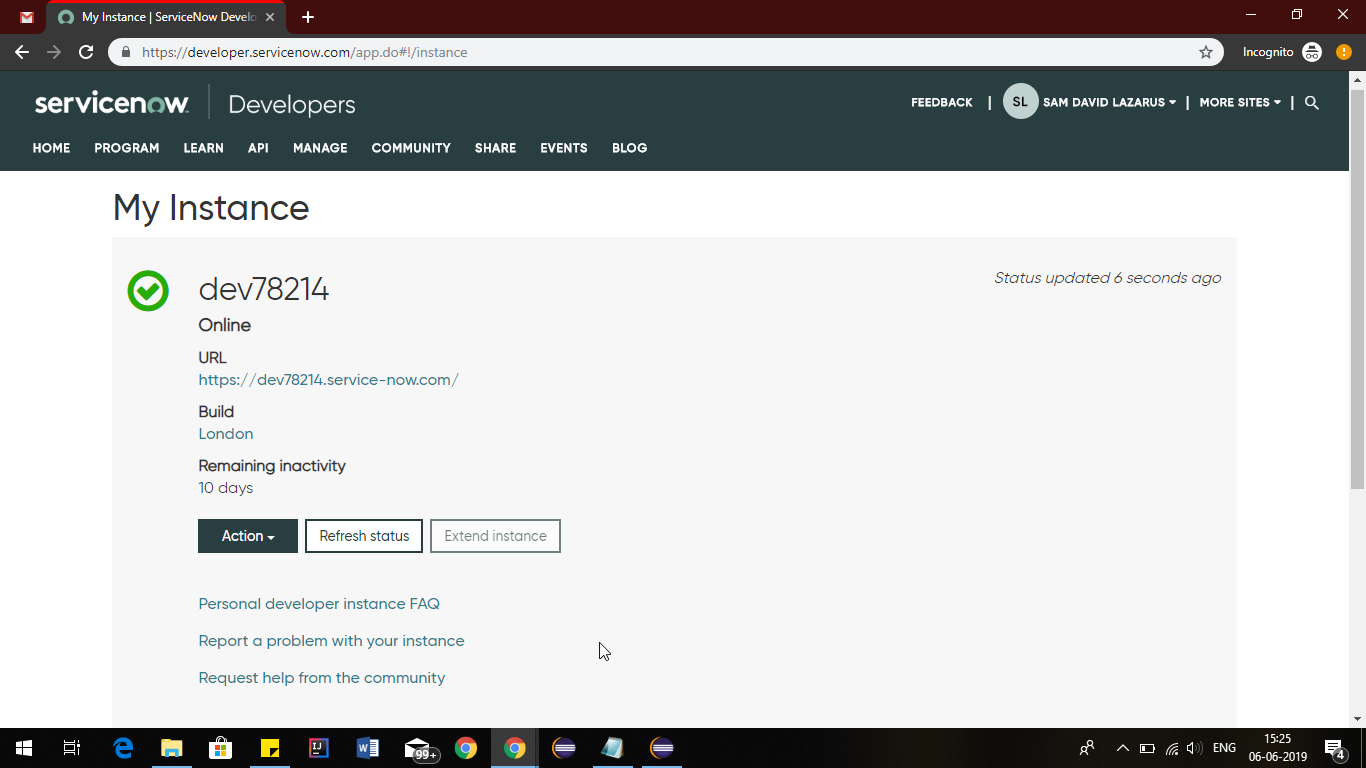 My Instance | ServiceNow Develo
https://developer.servicenow.com/app.do#!/instance
Incognito
servicenow Developers
FEEDBACK | SL SAM DAVID LAZARUS | MORE SITES |
HOME PROGRAM LEARN API MANAGE COMMUNITY SHARE EVENTS BLOG
My Instance
dev78214
Status updated 6 seconds ago
Online
URL
https://dev78214.service-now.com/
Build
London
Remaining inactivity
10 days
Action Refresh status Extend instance
Personal developer instance FAQ
Report a problem with your instance
Request help from the community
99+
ENG
15:25
06-06-2019
4